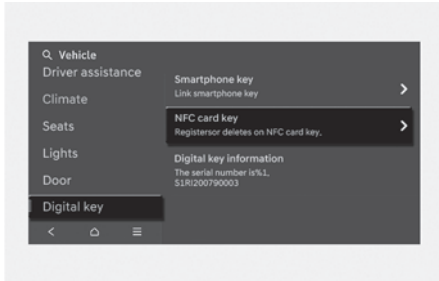 Vehicle
Driver assistance
Climate
Seats
Lights
Door
Digital key
Smartphone key
Link smartphone key
NFC card key
Registersor deletes on NFC card key.
Digital key information
The serial number is%1.
S1RI200790003